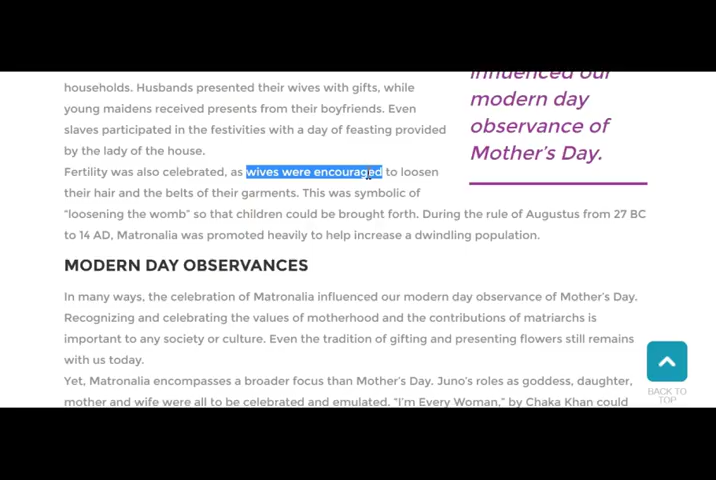 households. Husbands presented their wives with gifts, while
young maidens received presents from their boyfriends. Even
slaves participated in the festivities with a day of feasting provided
by the lady of the house.
Fertility was also celebrated, as wives were encouraged to loosen
their hair and the belts of their garments. This was symbolic of
“loosening the womb” so that children could be brought forth. During the rule of Augustus from 27 BC
to 14 AD, Matronalia was promoted heavily to help increase a dwindling population.
influenced our
modern day
observance of
Mother’s Day.
MODERN DAY OBSERVANCES
In many ways, the celebration of Matronalia influenced our modern day observance of Mother’s Day.
Recognizing and celebrating the values of motherhood and the contributions of matriarchs is
important to any society or culture. Even the tradition of gifting and presenting flowers still remains
with us today.
Yet, Matronalia encompasses a broader focus than Mother’s Day. Juno’s roles as goddess, daughter,
mother and wife were all to be celebrated and emulated. “I’m Every Woman,” by Chaka Khan could
BACK TO
TOP